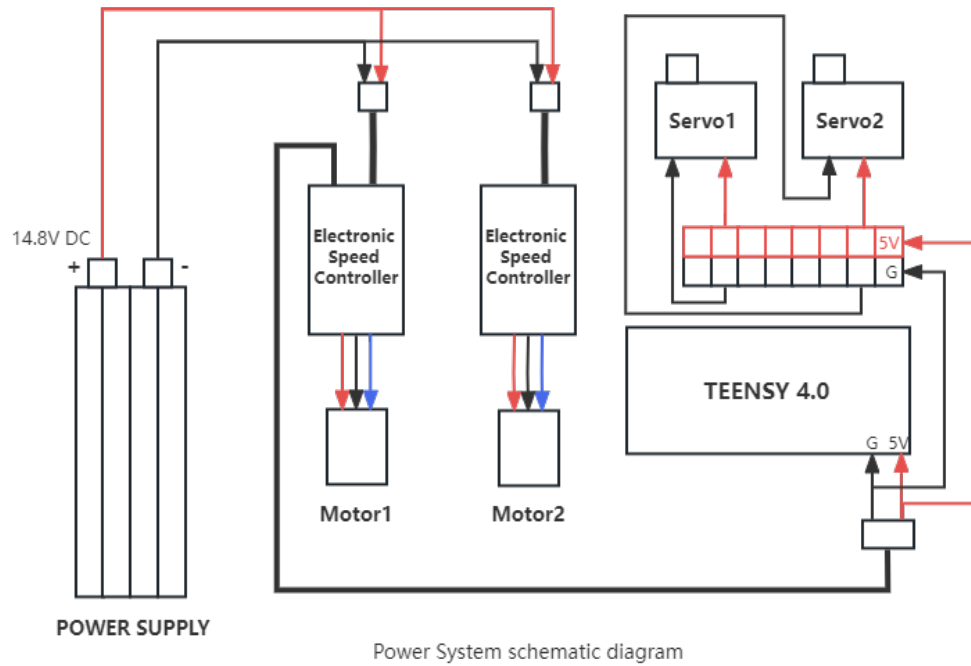 Servo1
Servo2
14.8V DC
+
-
Electronic
Speed
Controller
Electronic
Speed
Controller
5V
G
TEENSY 4.0
G 5V
Motor1
Motor2
POWER SUPPLY
Power System schematic diagram